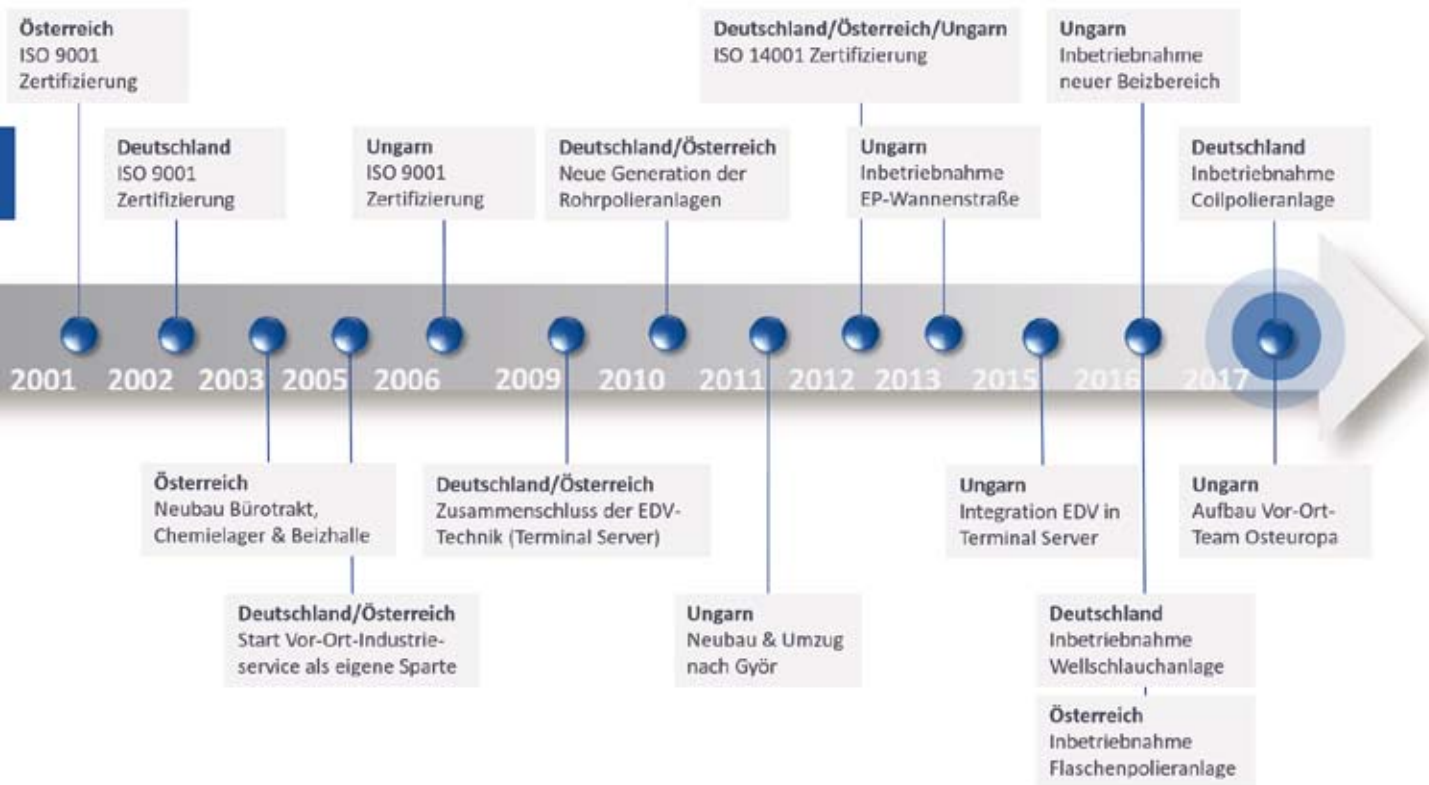 Österreich
ISO 9001
Zertifizierung
Deutschland/Österreich/Ungarn
ISO 14001 Zertifizierung
Ungarn
Inbetriebnahme
neuer Beizbereich
Deutschland
ISO 9001
Zertifizierung
Ungarn
ISO 9001
Zertifizierung
Deutschland/Österreich
Neue Generation der
Rohrpolieranlagen
Ungarn
Inbetriebnahme
EP-Wannenstraße
Deutschland
Inbetriebnahme
Coilpolieranlage
2001 2002 2003 2005 2006 2009 2010 2011 2012 2013 2015 2016 2017
Österreich
Neubau Bürotrakt,
Chemielager & Beizhalle
Deutschland/Österreich
Zusammenschluss der EDV-
Technik (Terminal Server)
Ungarn
Integration EDV in
Terminal Server
Ungarn
Aufbau Vor-Ort-
Team Osteuropa
Deutschland/Österreich
Start Vor-Ort-Industrie-
service als eigene Sparte
Ungarn
Neubau & Umzug
nach Györ
Deutschland
Inbetriebnahme
Wellschlauchanlage
Österreich
Inbetriebnahme
Flaschenpolieranlage